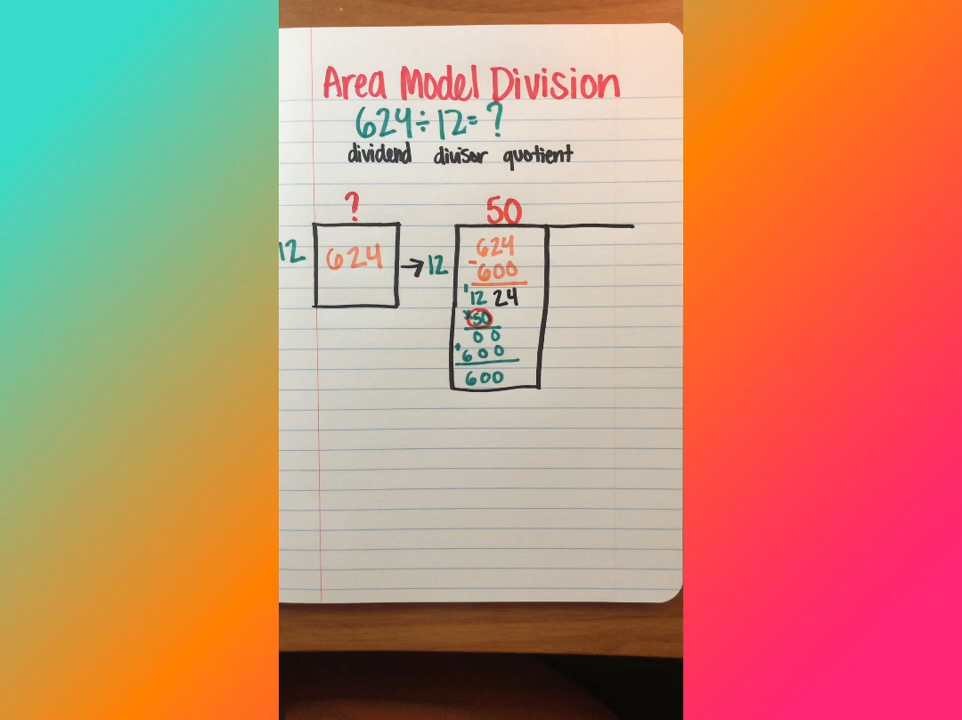 Area Model Division
624÷12=?
dividend divisor quotient
? 50
12 624 → 12 624
-600
1
12 24
x50
00
+600
600